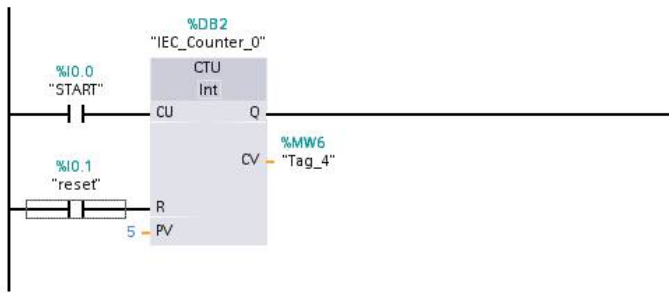 %DB2
"IEC_Counter_0"
%I0.0
"START"
CTU
Int
CU
Q
%MW6
CV
"Tag_4"
%I0.1
"reset"
R
5
PV